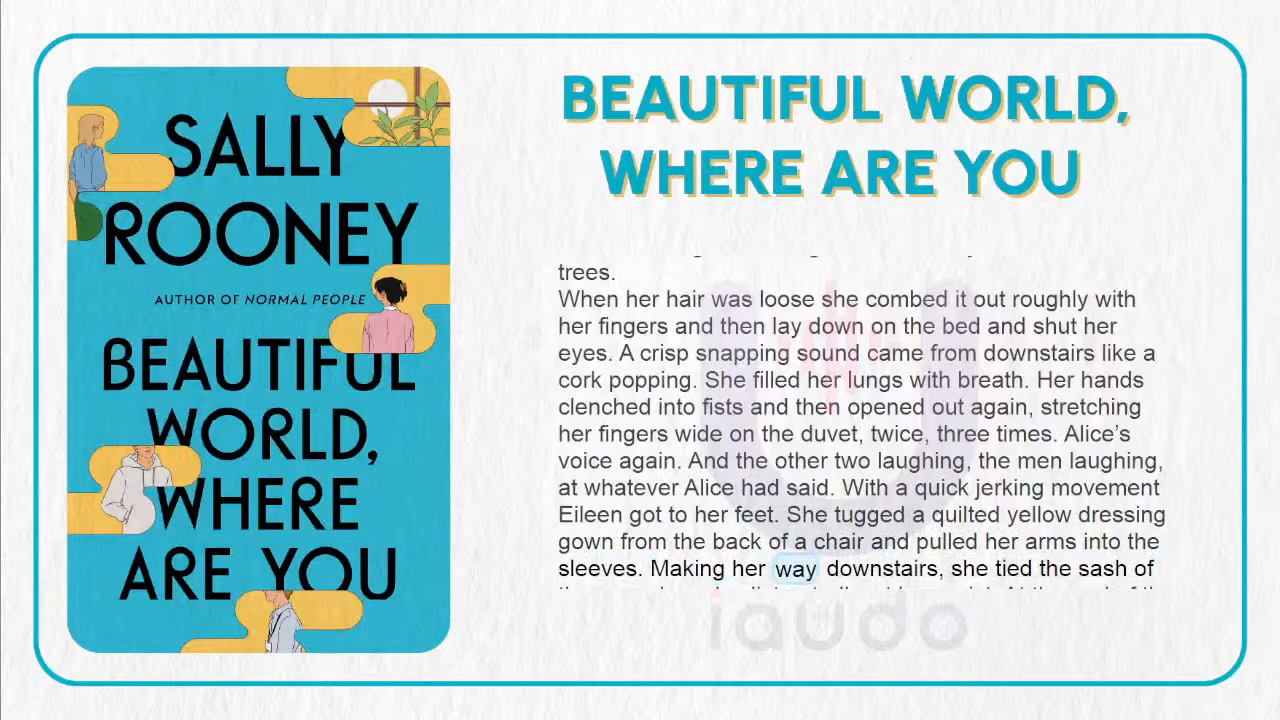 SALLY
ROONEY
AUTHOR OF NORMAL PEOPLE
BEAUTIFUL
WORLD,
WHERE
ARE YOU
BEAUTIFUL WORLD,
WHERE ARE YOU
trees.
When her hair was loose she combed it out roughly with
her fingers and then lay down on the bed and shut her
eyes. A crisp snapping sound came from downstairs like a
cork popping. She filled her lungs with breath. Her hands
clenched into fists and then opened out again, stretching
her fingers wide on the duvet, twice, three times. Alice’s
voice again. And the other two laughing, the men laughing,
at whatever Alice had said. With a quick jerking movement
Eileen got to her feet. She tugged a quilted yellow dressing
gown from the back of a chair and pulled her arms into the
sleeves. Making her way downstairs, she tied the sash of
iaudo